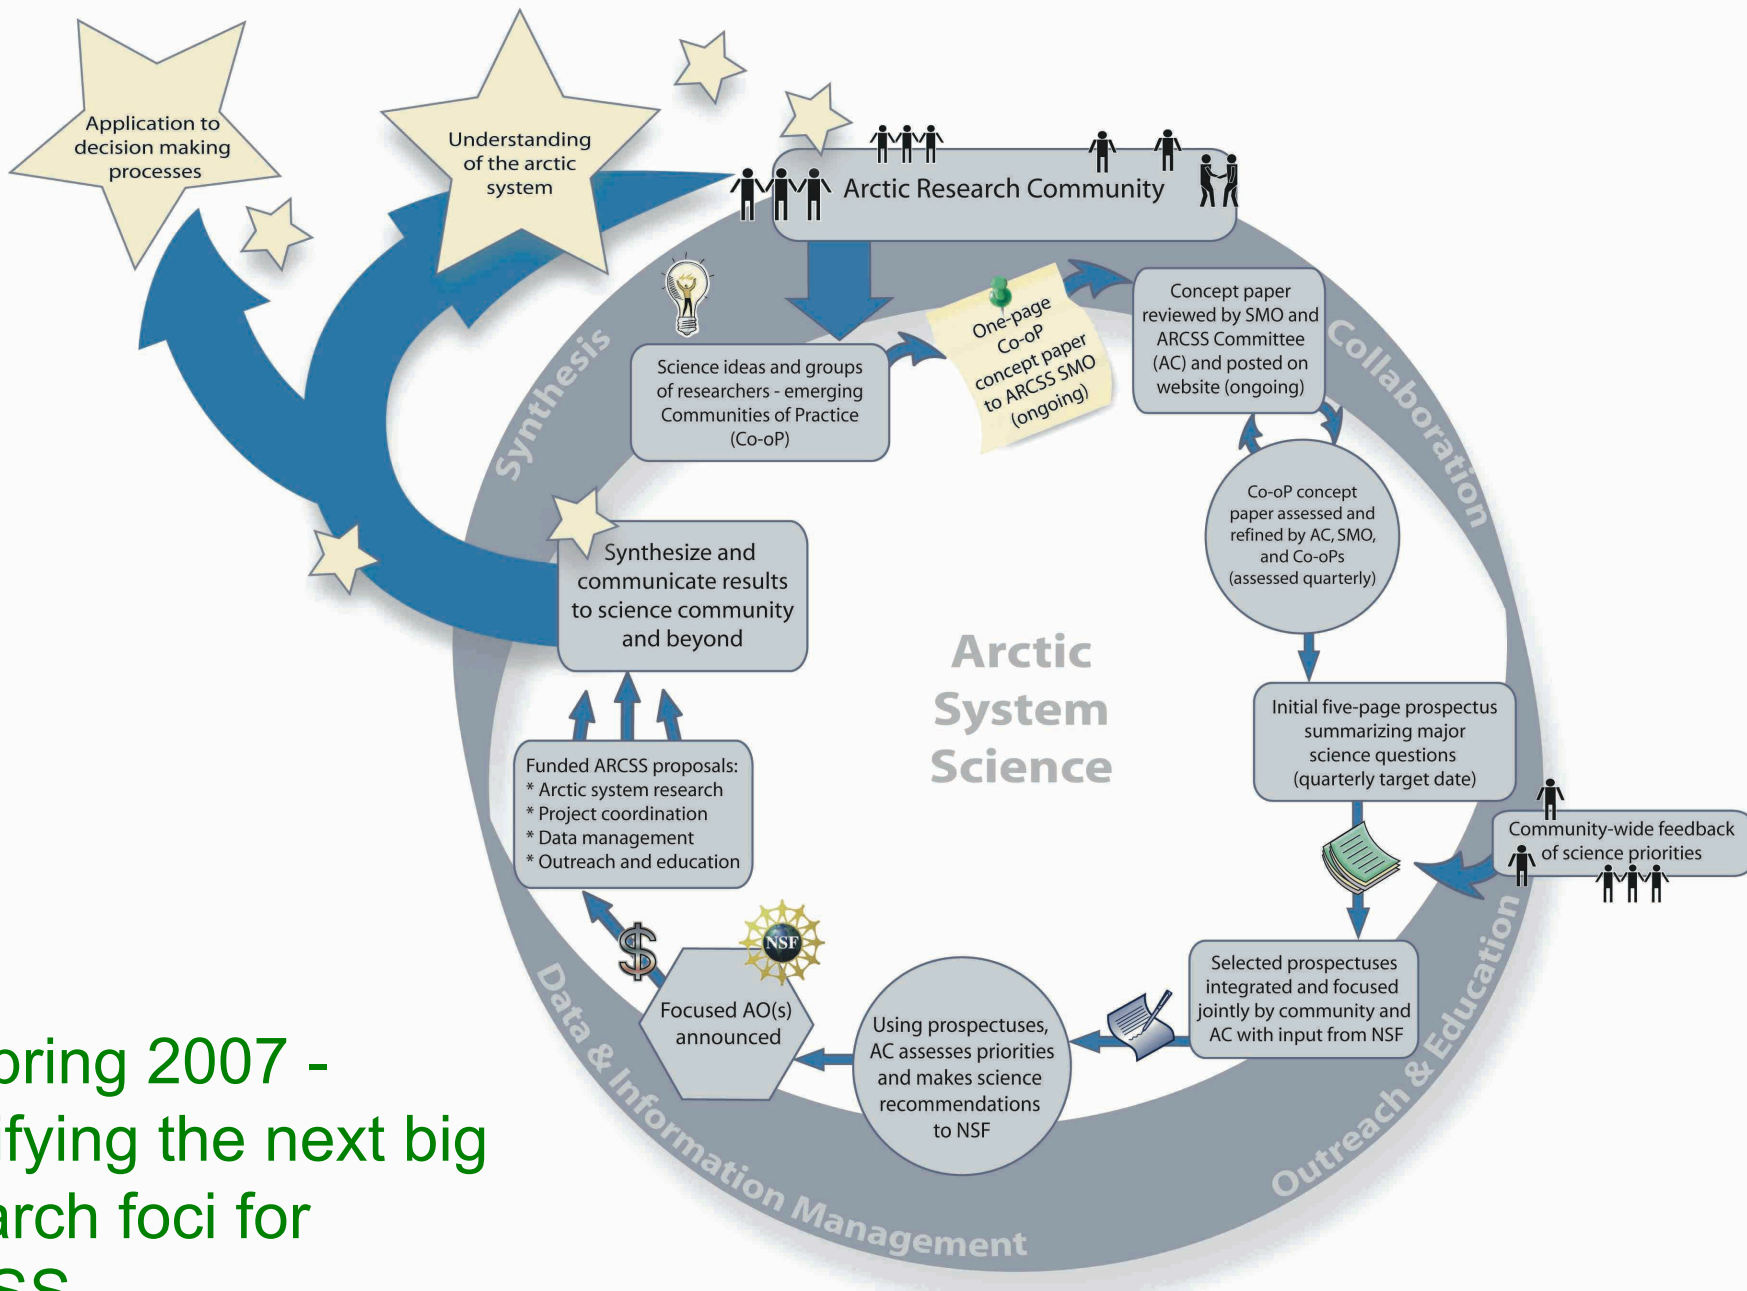 Application to
decision making
processes
Understanding
of the arctic
system
Arctic Research Community
Science ideas and groups
of researchers - emerging
Communities of Practice
(Co-oP)
One-page
Co-oP
concept paper
to ARCSS SMO
(ongoing)
Concept paper
reviewed by SMO and
ARCSS Committee
(AC) and posted on
website (ongoing)
Co-oP concept
paper assessed and
refined by AC, SMO,
and Co-oPs
(assessed quarterly)
Initial five-page prospectus
summarizing major
science questions
(quarterly target date)
Community-wide feedback
of science priorities
Selected prospectuses
integrated and focused
jointly by community and
AC with input from NSF
Using prospectuses,
AC assesses priorities
and makes science
recommendations
to NSF
NSF
Focused AO(s)
announced
$
Funded ARCSS proposals:
* Arctic system research
* Project coordination
* Data management
* Outreach and education
Synthesize and
communicate results
to science community
and beyond
Arctic
System
Science
Synthesis
Collaboration
Outreach & Education
Data & Information Management
pring 2007 -
ifying the next big
arch foci for